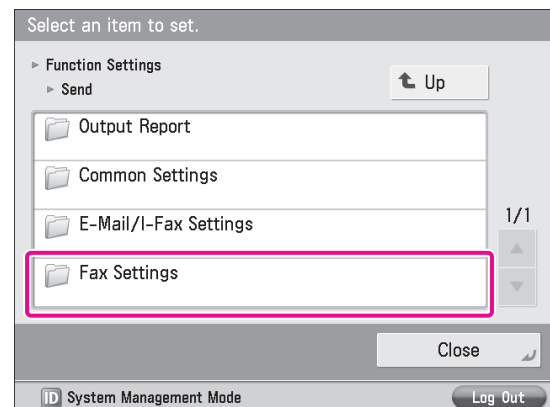 Select an item to set.
Function Settings
Send
Up
Output Report
Common Settings
E-Mail/I-Fax Settings
1/1
Fax Settings
Close
ID System Management Mode
Log Out